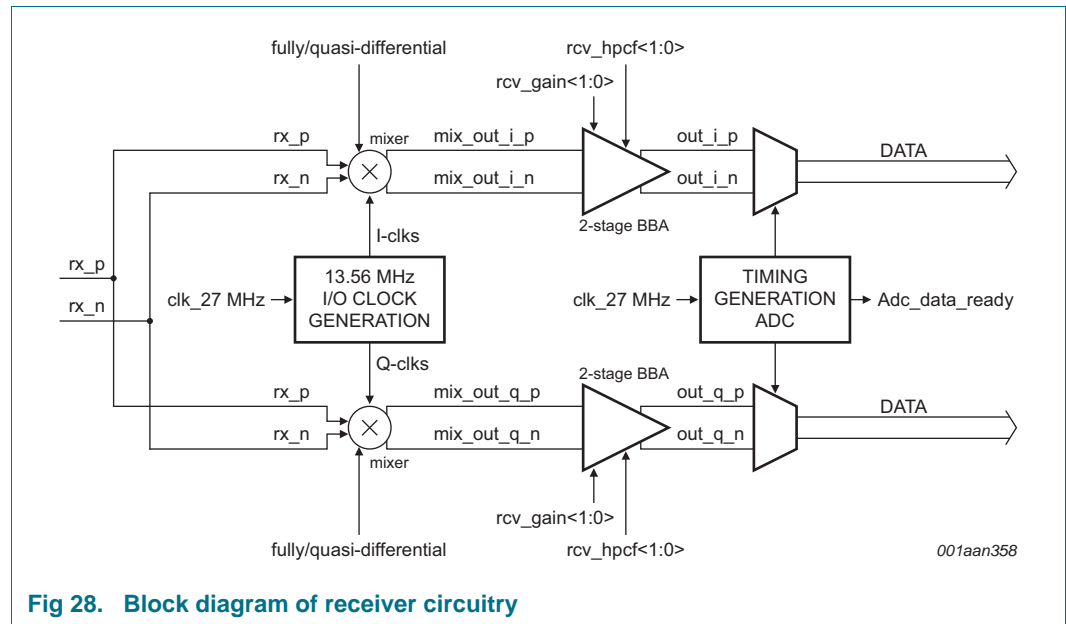 fully/quasi-differential
rcv_hpcf<1:0>
rcv_gain<1:0>
rx_p
mixer
mix_out_i_p
out_i_p
DATA
rx_n
mix_out_i_n
out_i_n
2-stage BBA
I-clks
rx_p
rx_n
clk_27 MHz
13.56 MHz
I/O CLOCK
GENERATION
clk_27 MHz
TIMING
GENERATION
ADC
Adc_data_ready
Q-clks
2-stage BBA
rx_p
mix_out_q_p
out_q_p
DATA
rx_n
mix_out_q_n
out_q_n
mixer
rcv_gain<1:0>
fully/quasi-differential
rcv_hpcf<1:0>
001aan358
Fig 28. Block diagram of receiver circuitry